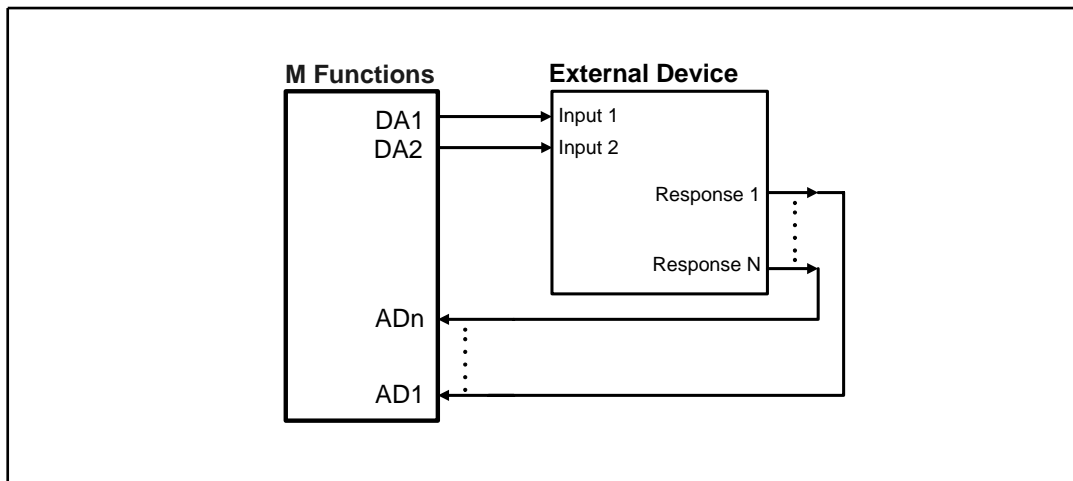 M Functions
DA1
DA2
ADn
AD1
External Device
Input 1
Input 2
Response 1
Response N